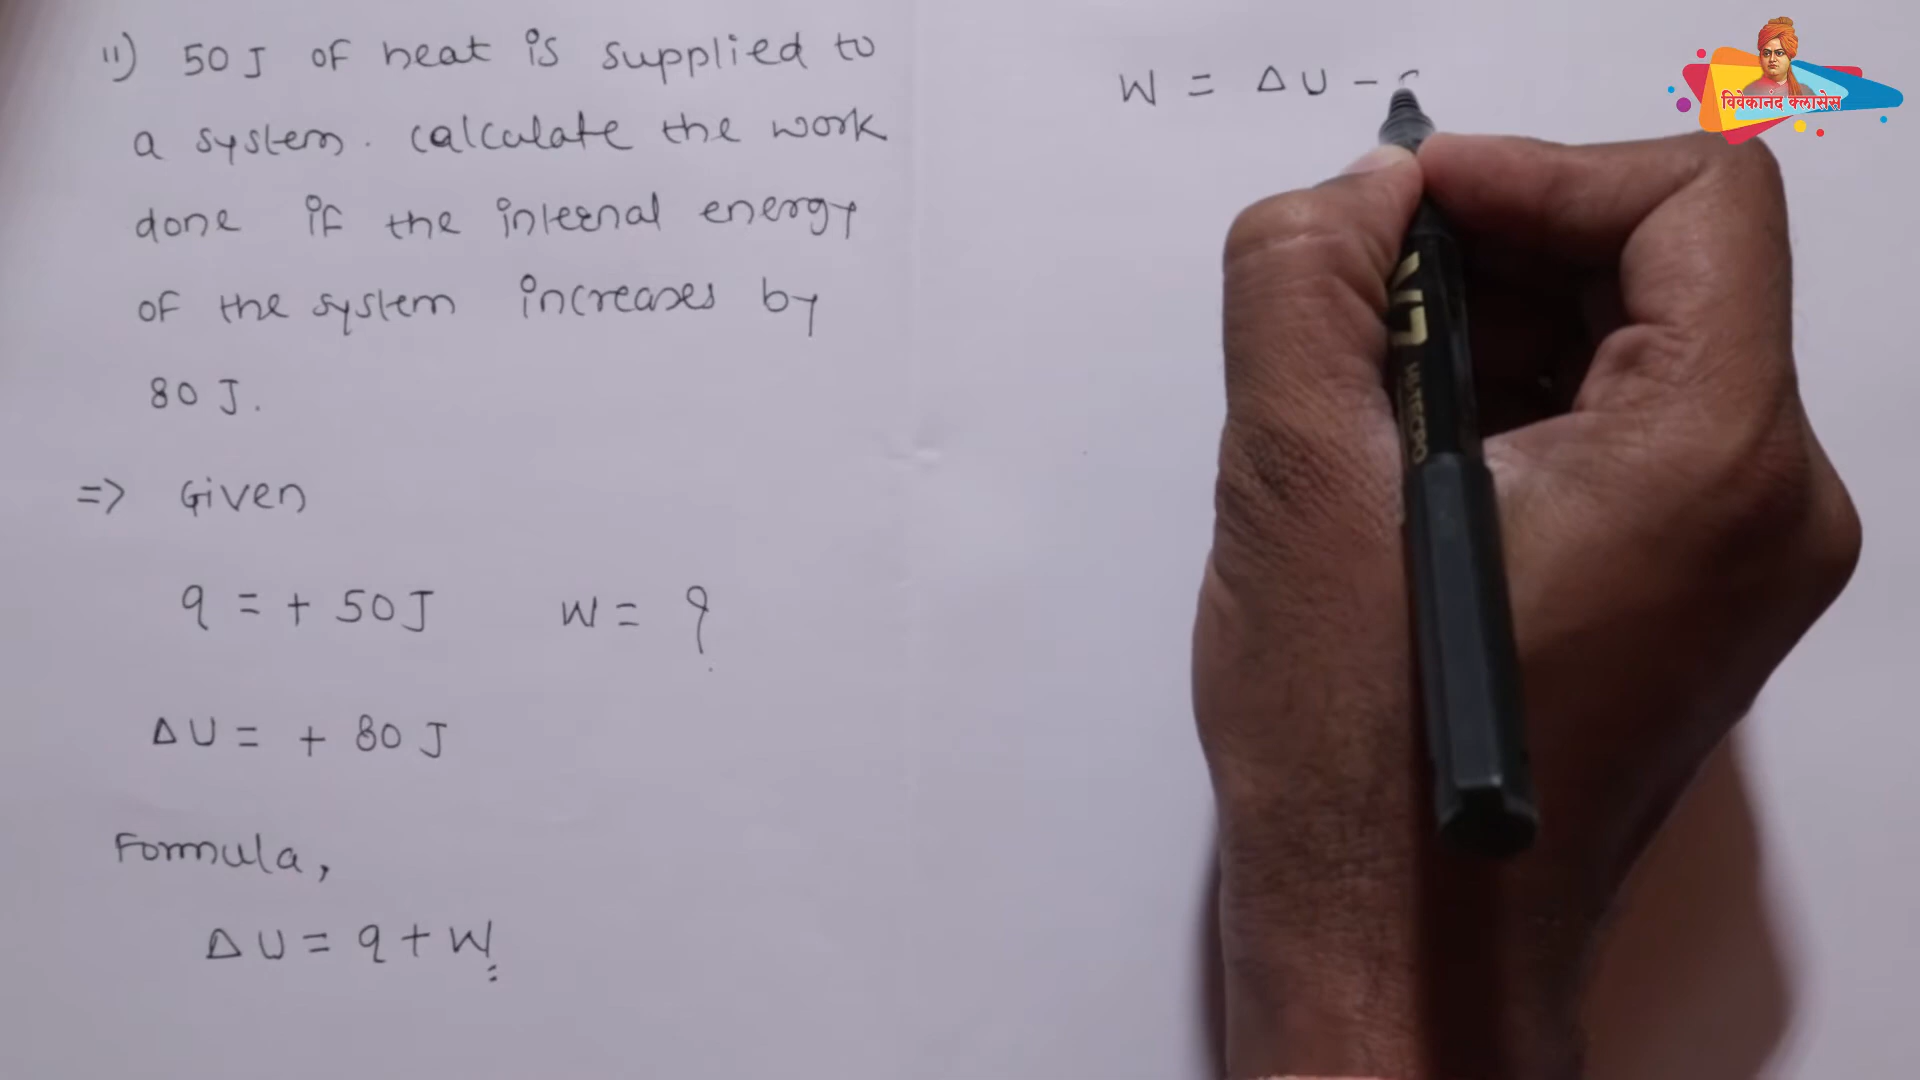 11) 50 J of heat is supplied to
a system. calculate the work
done if the internal energy
of the system increases by
80 J.
=> Given
q = + 50 J    W = ?
ΔU = + 80 J
Formula,
ΔU = q + W
W = ΔU -
विवेकानंद क्लासेस
V7